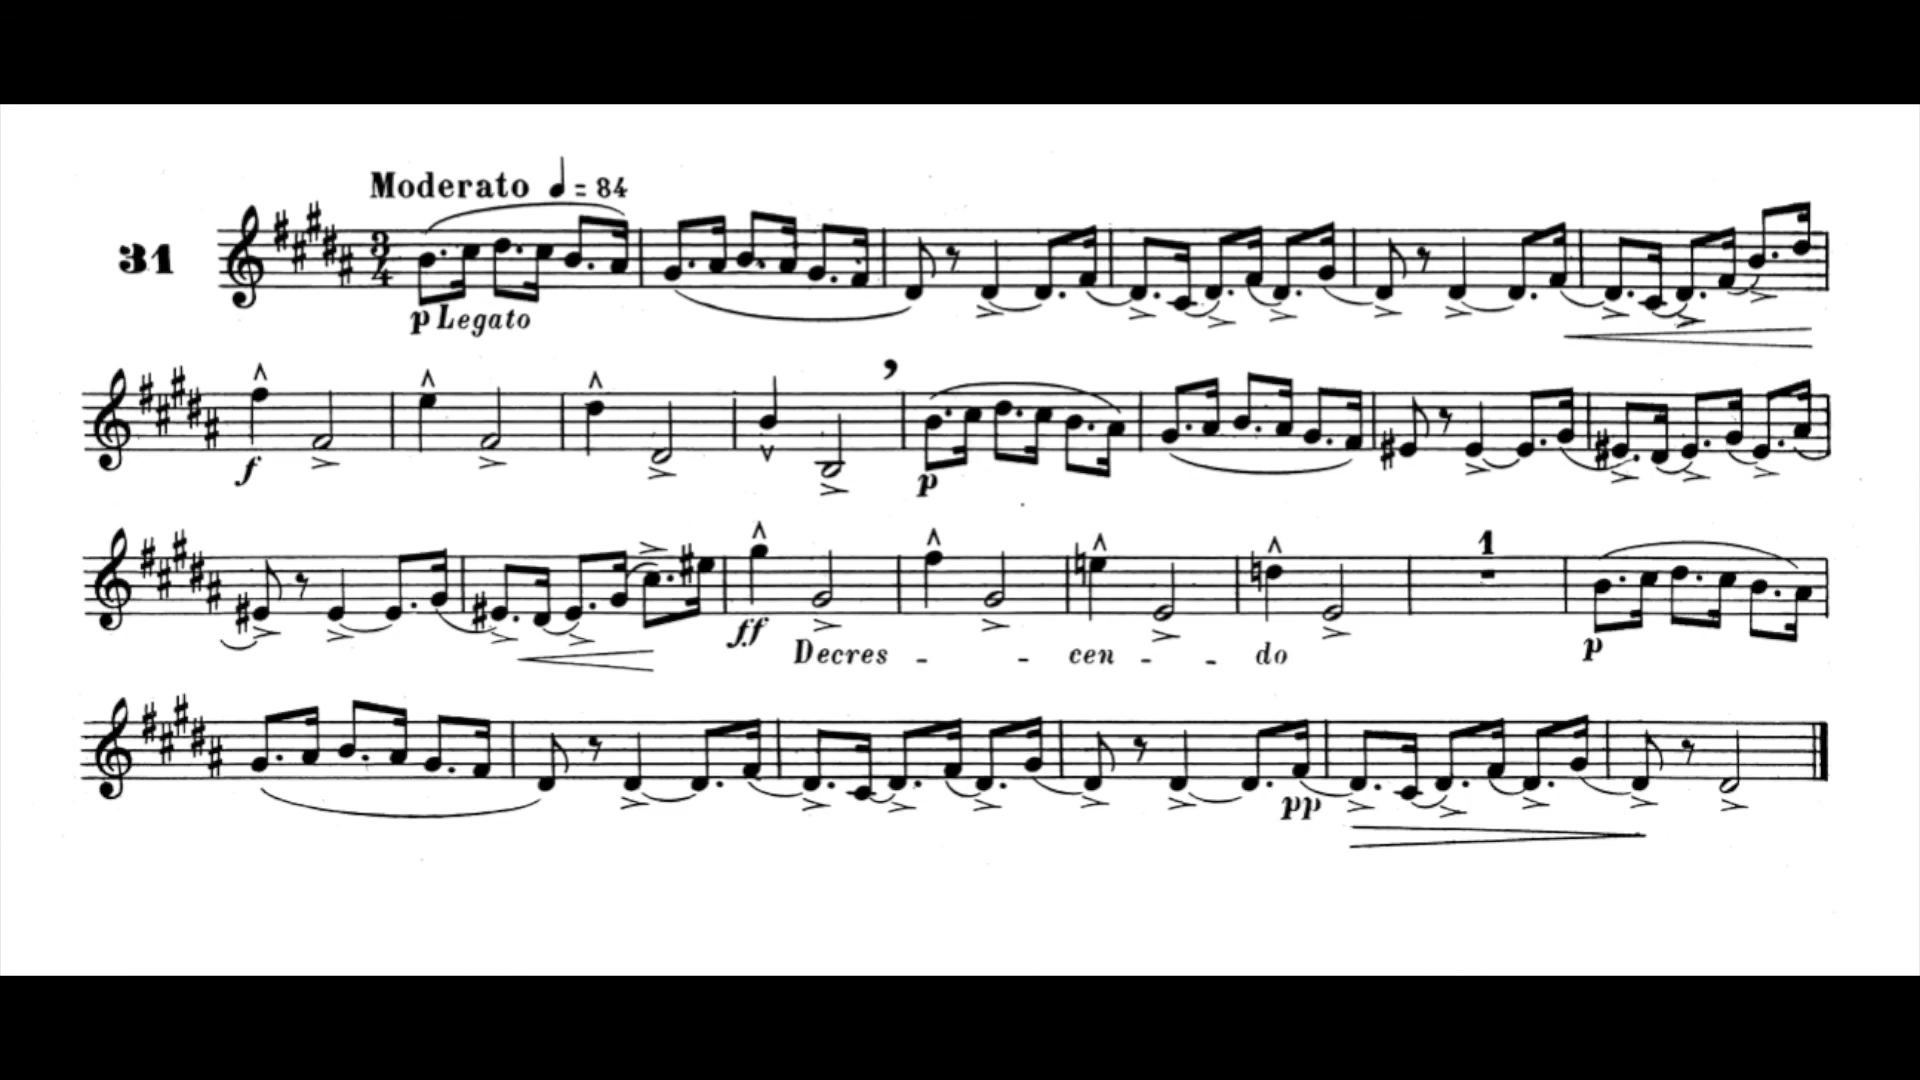 Moderato ♩ = 84
31
3
4
p Legato
f
p
1
ff
Decres - - cen - - do
p
pp